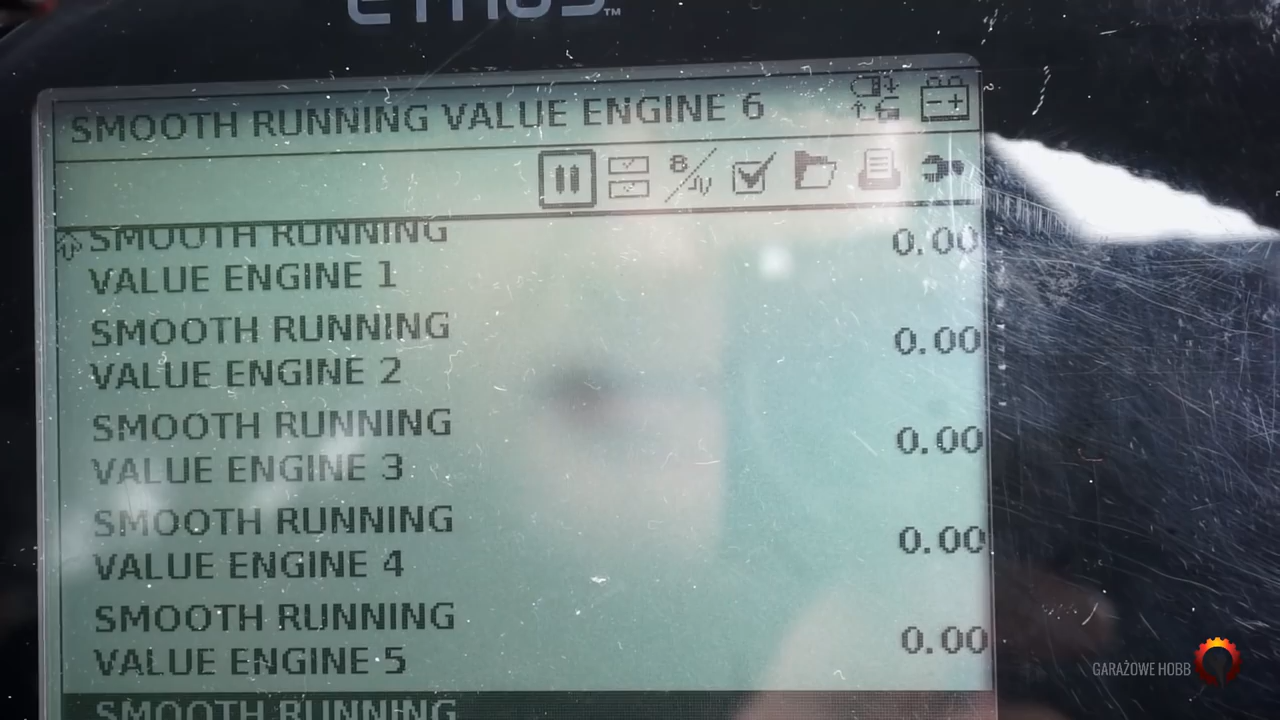 ETHOS™
SMOOTH RUNNING VALUE ENGINE 6
SMOOTH RUNNING 0.00
VALUE ENGINE 1
SMOOTH RUNNING 0.00
VALUE ENGINE 2
SMOOTH RUNNING 0.00
VALUE ENGINE 3
SMOOTH RUNNING 0.00
VALUE ENGINE 4
SMOOTH RUNNING 0.00
VALUE ENGINE 5
SMOOTH RUNNING
GARAŻOWE HOBB